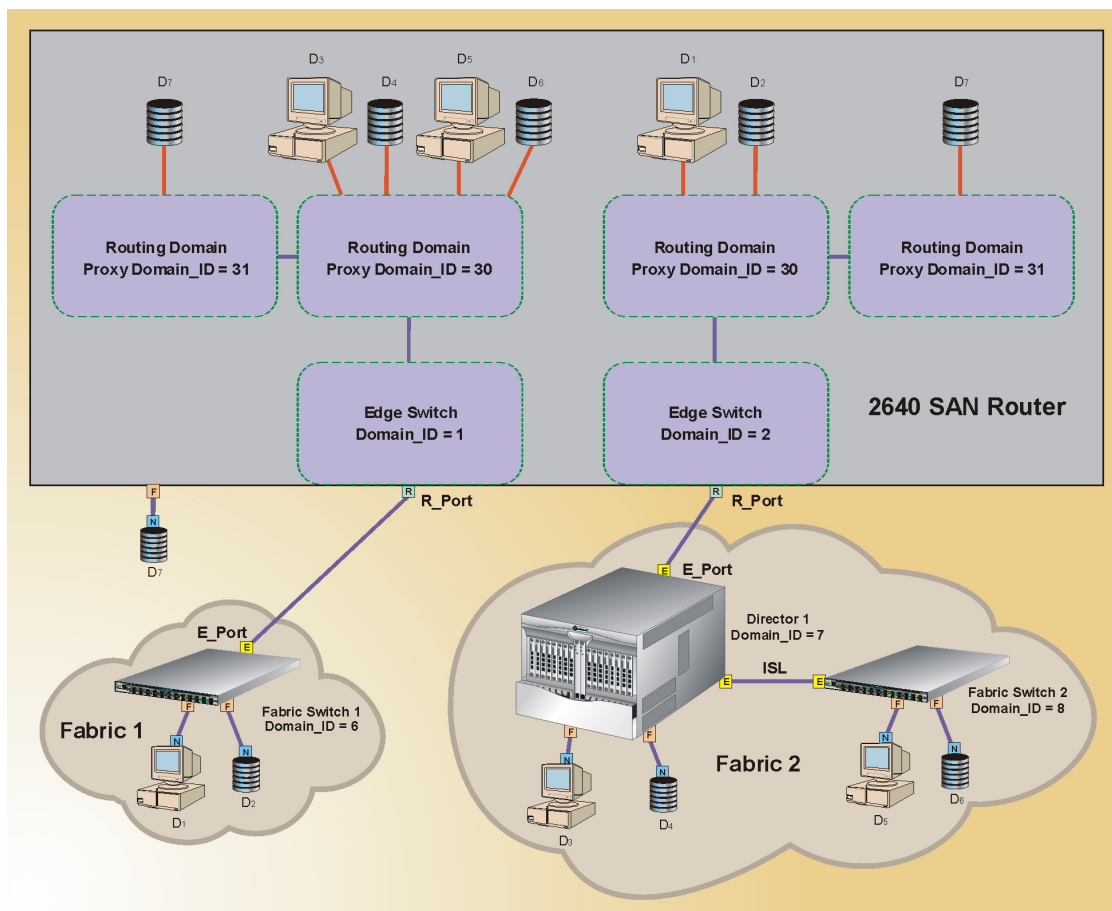 D7
D3
D4
D5
D6
D1
D2
D7
Routing Domain
Proxy Domain_ID = 31
Routing Domain
Proxy Domain_ID = 30
Routing Domain
Proxy Domain_ID = 30
Routing Domain
Proxy Domain_ID = 31
Edge Switch
Domain_ID = 1
Edge Switch
Domain_ID = 2
2640 SAN Router
F
N
D7
R
R_Port
R
R_Port
E_Port
E
E
E_Port
Director 1
Domain_ID = 7
ISL
E
E
Fabric 1
Fabric Switch 1
Domain_ID = 6
F
F
N
N
D1
D2
Fabric Switch 2
Domain_ID = 8
Fabric 2
F
F
N
N
D3
D4
F
F
N
N
D5
D6